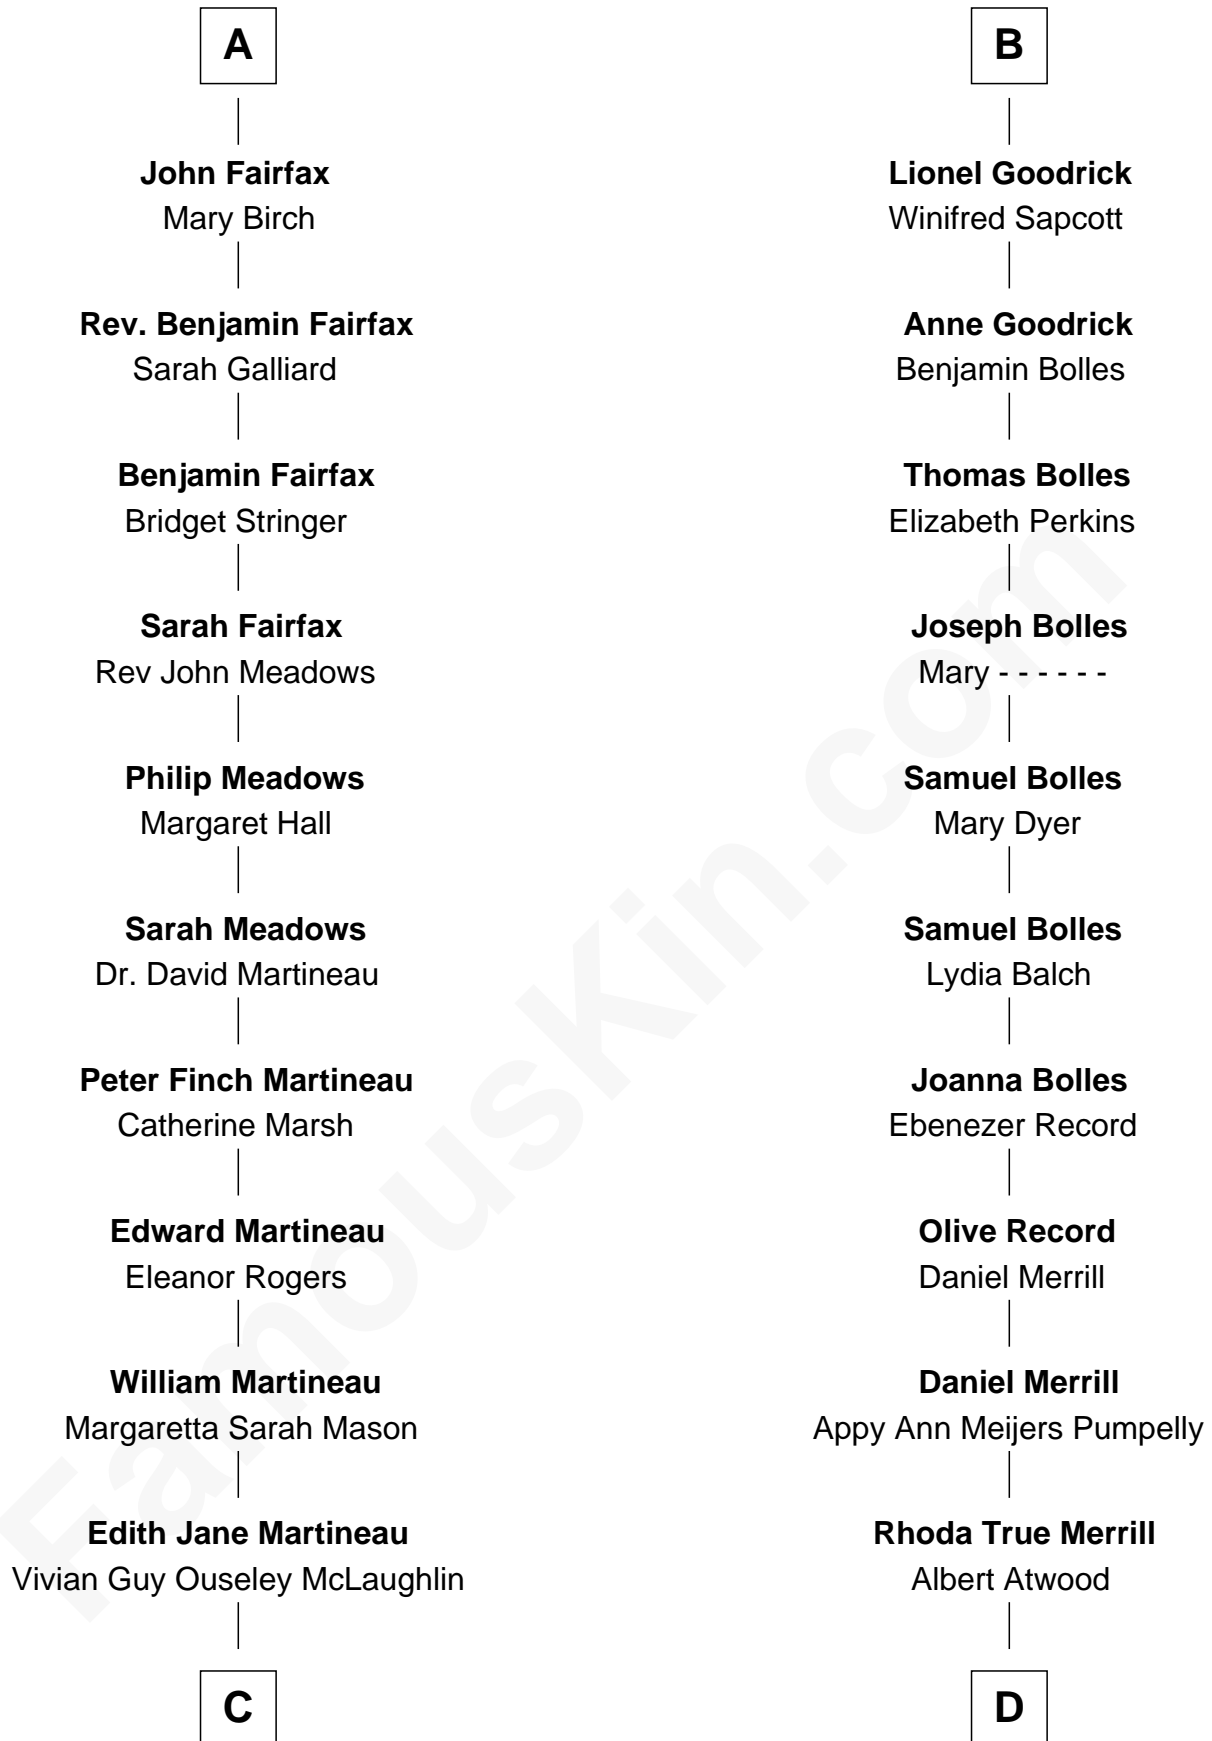 A
John Fairfax
Mary Birch
Rev. Benjamin Fairfax
Sarah Galliard
Benjamin Fairfax
Bridget Stringer
Sarah Fairfax
Rev John Meadows
Philip Meadows
Margaret Hall
Sarah Meadows
Dr. David Martineau
Peter Finch Martineau
Catherine Marsh
Edward Martineau
Eleanor Rogers
William Martineau
Margaretta Sarah Mason
Edith Jane Martineau
Vivian Guy Ouseley McLaughlin
C
B
Lionel Goodrick
Winifred Sapcott
Anne Goodrick
Benjamin Bolles
Thomas Bolles
Elizabeth Perkins
Joseph Bolles
Mary - - - - - -
Samuel Bolles
Mary Dyer
Samuel Bolles
Lydia Balch
Joanna Bolles
Ebenezer Record
Olive Record
Daniel Merrill
Daniel Merrill
Appy Ann Meijers Pumpelly
Rhoda True Merrill
Albert Atwood
D
FamousKin.com